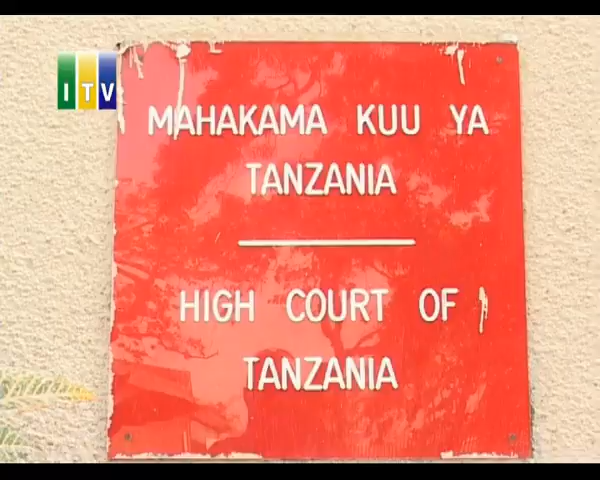 ITV
MAHAKAMA KUU YA
TANZANIA
HIGH COURT OF
TANZANIA